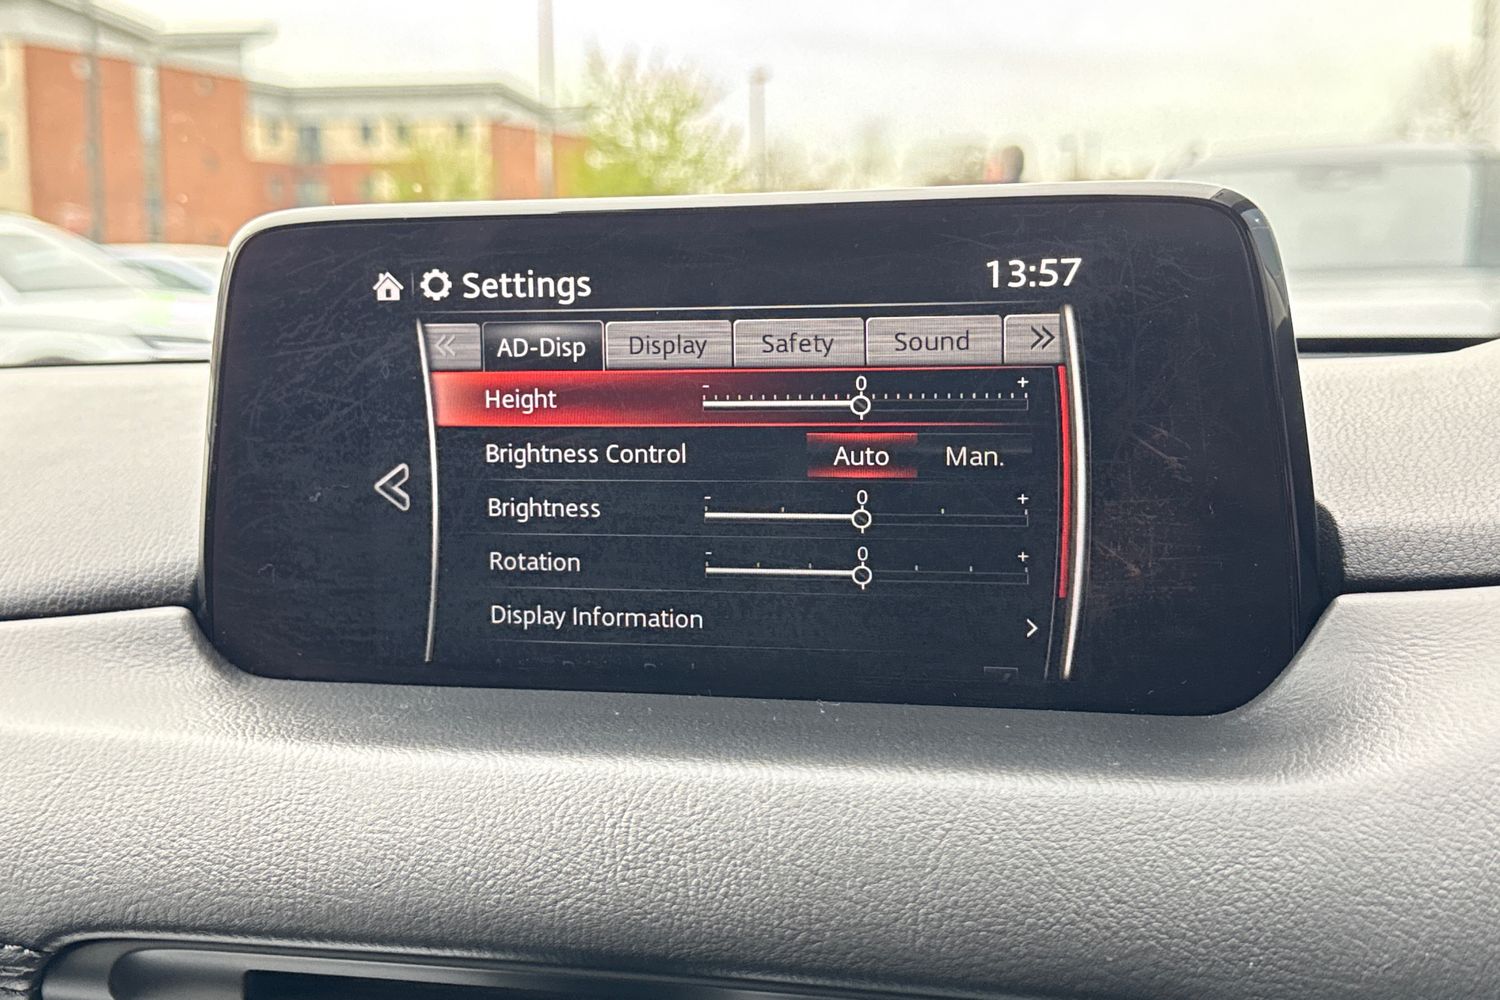 Settings
13:57
« AD-Disp Display Safety Sound »
Height - 0 +
Brightness Control Auto Man.
Brightness - 0 +
Rotation - 0 +
Display Information >